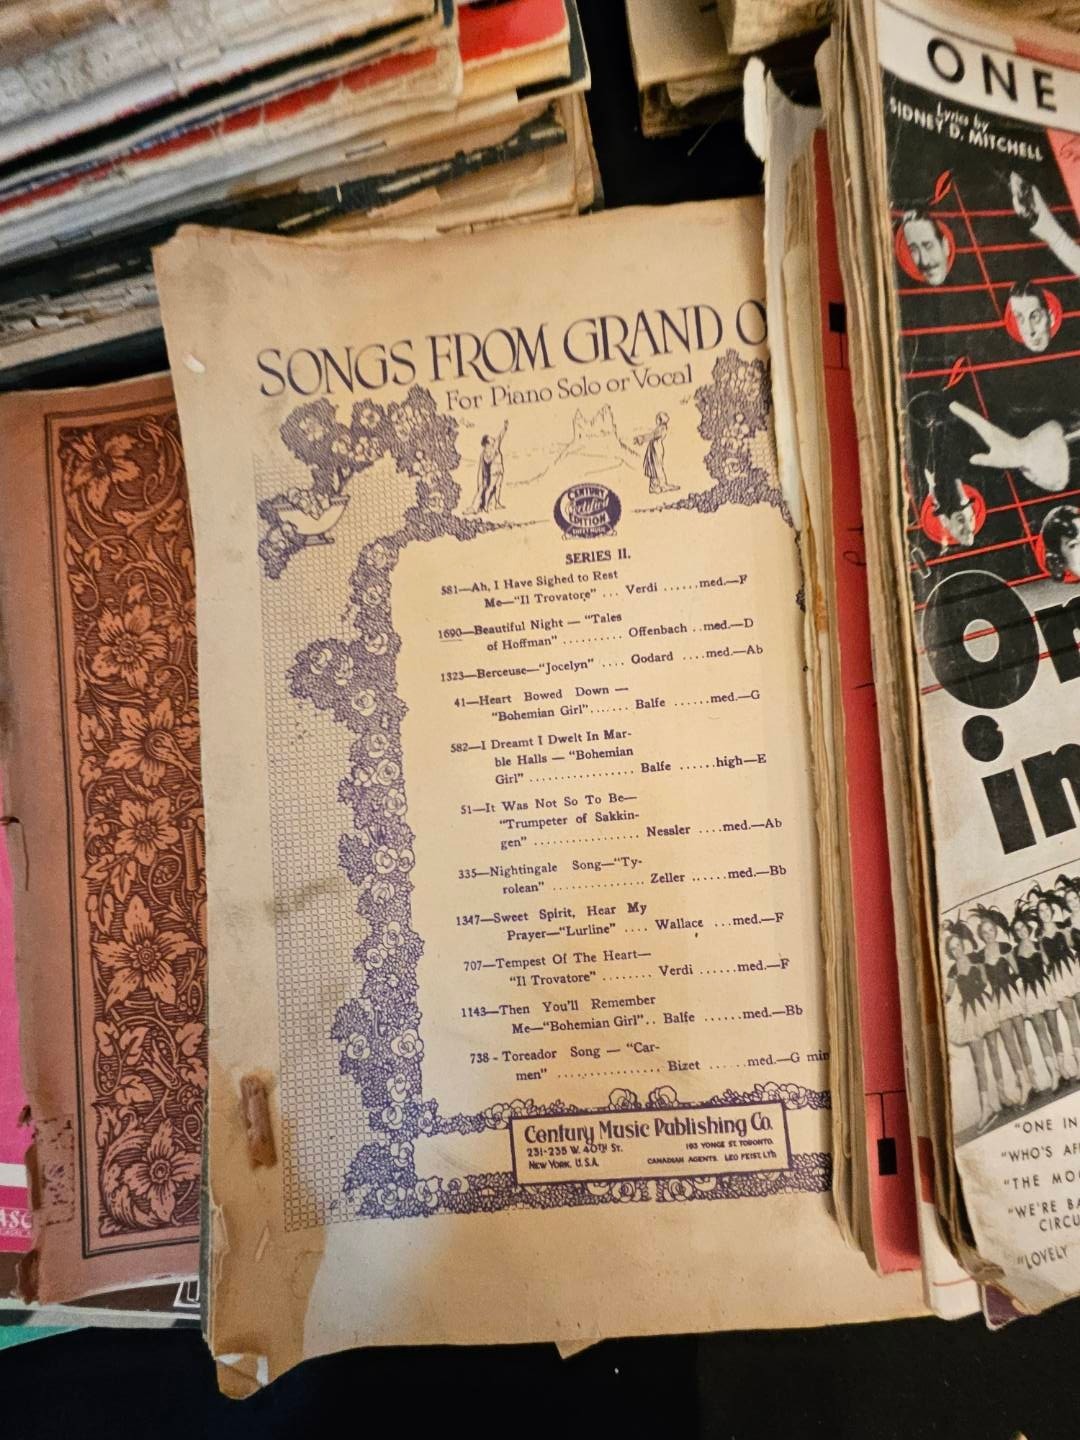 SONGS FROM GRAND O
For Piano Solo or Vocal
CENTURY
Certified
EDITION
SHEET MUSIC
SERIES II.
581—Ah, I Have Sighed to Rest
Me—"Il Trovatore" ... Verdi ......med.—F
1690—Beautiful Night — "Tales
of Hoffman" .......... Offenbach ..med.—D
1323—Berceuse—"Jocelyn" .... Godard ....med.—Ab
41—Heart Bowed Down —
"Bohemian Girl"....... Balfe ......med.—G
582—I Dreamt I Dwelt In Mar-
ble Halls — "Bohemian
Girl" ................. Balfe ......high—E
51—It Was Not So To Be—
"Trumpeter of Sakkin-
gen" ................. Nessler ....med.—Ab
335—Nightingale Song—"Ty-
rolean" ............... Zeller ......med.—Bb
1347—Sweet Spirit, Hear My
Prayer—"Lurline" .... Wallace ...med.—F
707—Tempest Of The Heart—
"Il Trovatore" ........ Verdi ......med.—F
1143—Then You'll Remember
Me—"Bohemian Girl".. Balfe ......med.—Bb
738 - Toreador Song — "Car-
men" ................ Bizet ......med.—G min
Century Music Publishing Co.
231-235 W. 40TH ST.
NEW YORK, U.S.A.
193 YONGE ST. TORONTO.
CANADIAN AGENTS. LEO FEIST, LTD
ONE
Lyrics by
SIDNEY D. MITCHELL
On
in
"ONE IN
"WHO'S AF
"THE MO
"WE'RE BA
CIRCU
"LOVELY